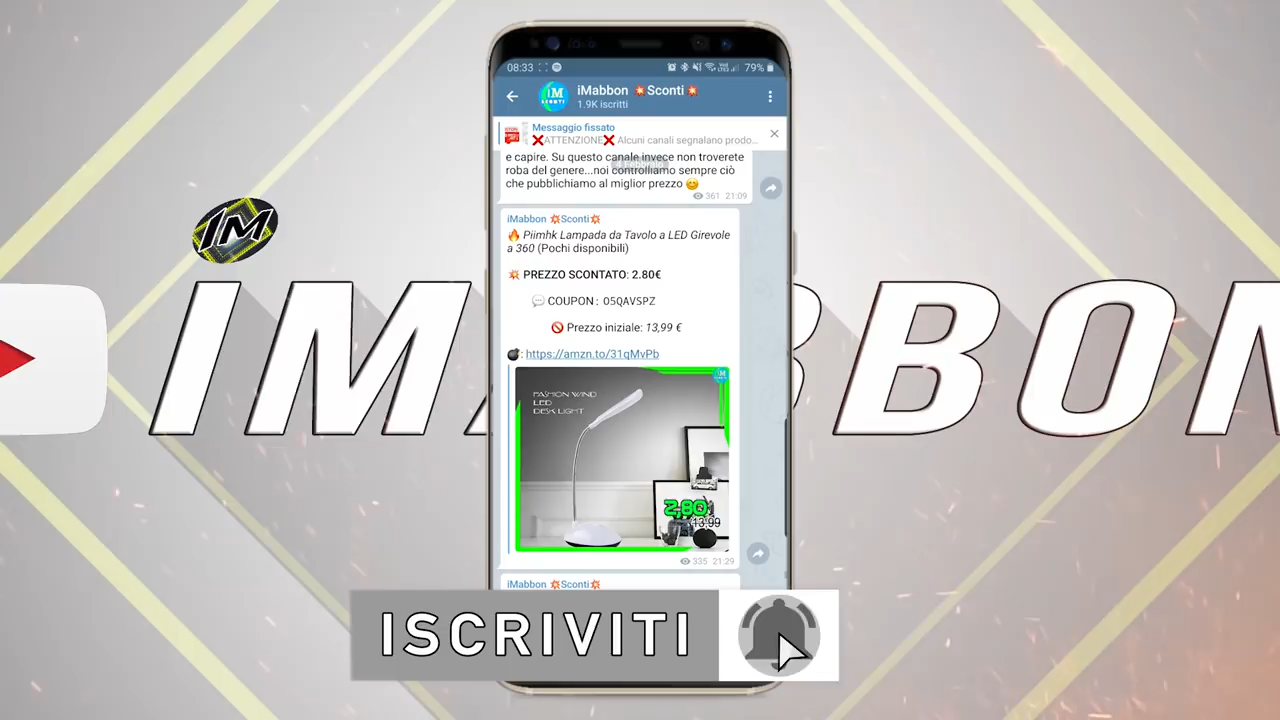 08:33
79%
iMabbon 💥Sconti💥
1.9K iscritti
Messaggio fissato
❌ATTENZIONE❌ Alcuni canali segnalano prodo...
e capire. Su questo canale invece non troverete
roba del genere...noi controlliamo sempre ciò
che pubblichiamo al miglior prezzo 😊
361 21:09
iMabbon 💥Sconti💥
🔥 Piimhk Lampada da Tavolo a LED Girevole
a 360 (Pochi disponibili)
💥 PREZZO SCONTATO: 2.80€
💬 COUPON: 05QAVSPZ
🚫 Prezzo iniziale: 13,99 €
💣: https://amzn.to/31qMvPb
iM
FASHION WIND
LED
DESK LIGHT
2,80
13.99
335 21:29
iMabbon 💥Sconti💥
IM
ISCRIVITI